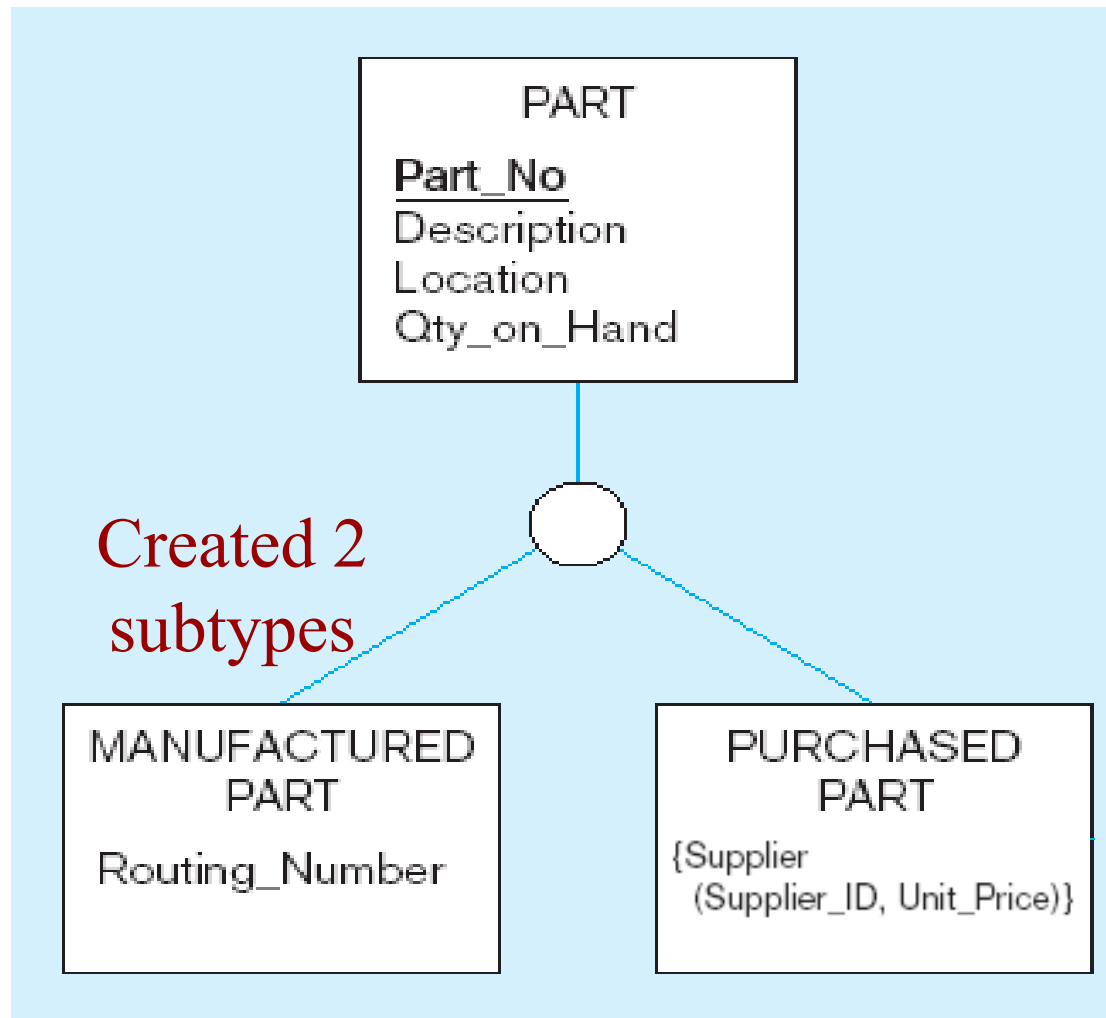 PART
Part_No
Description
Location
Qty_on_Hand
Created 2
subtypes
MANUFACTURED
PART
Routing_Number
PURCHASED
PART
{Supplier
(Supplier_ID, Unit_Price)}